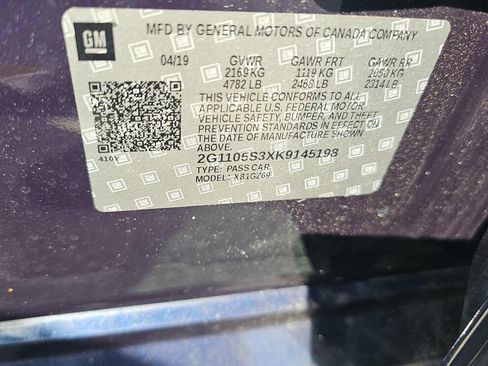 GM
MFD BY GENERAL MOTORS OF CANADA COMPANY
04/19 GVWR GAWR FRT GAWR RR
2169 KG 1119 KG 1050 KG
4782 LB 2468 LB 2314 LB
THIS VEHICLE CONFORMS TO ALL
APPLICABLE U.S. FEDERAL MOTOR
VEHICLE SAFETY, BUMPER, AND THEFT
PREVENTION STANDARDS IN EFFECT ON THE
DATE OF MANUFACTURE SHOWN
ABOVE.
410Y
2G1105S3XK9145198
TYPE: PASS CAR
MODEL: XB1GZ69